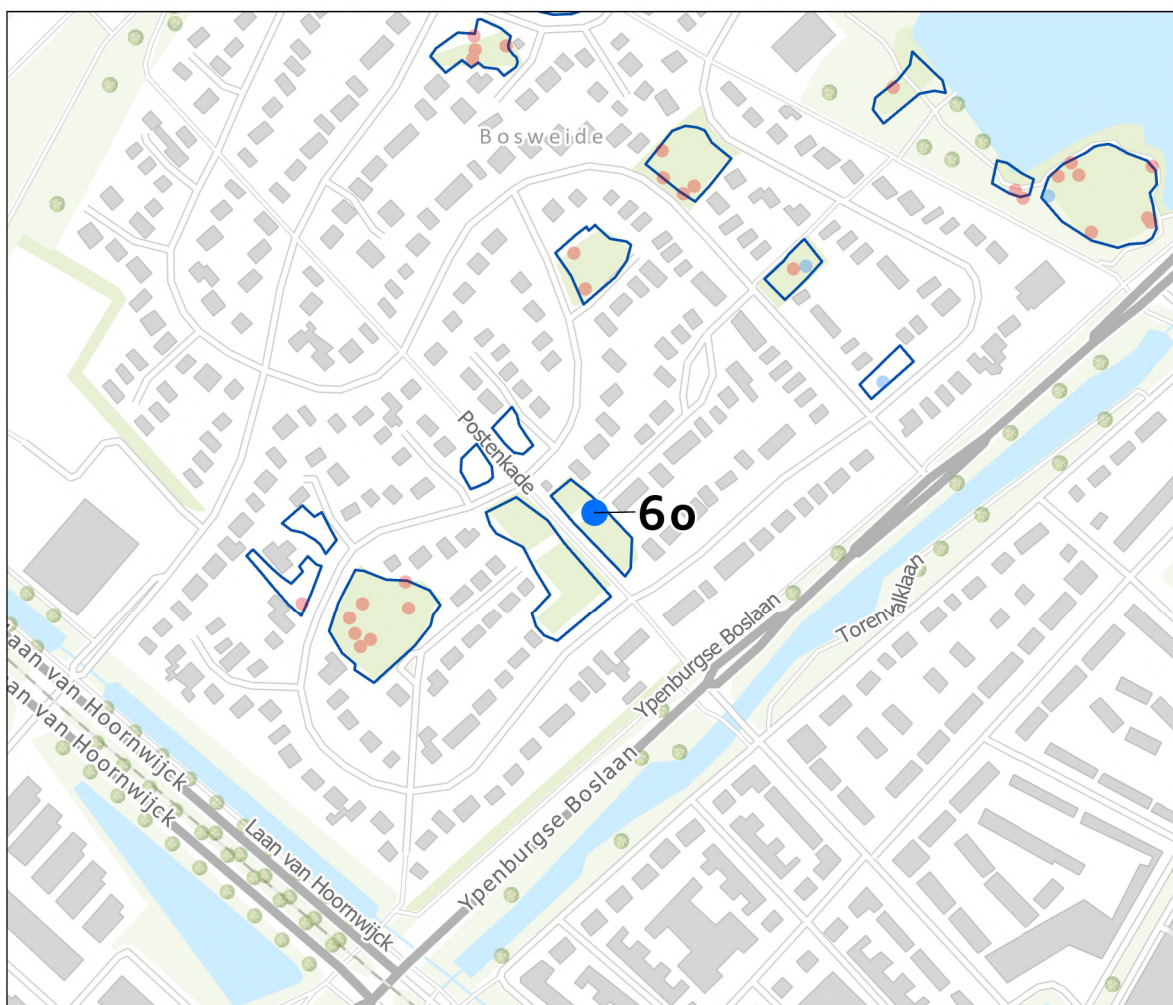 Bosweide
Postenkade
6o
Torenvalklaan
Ypenburgse Boslaan
Ypenburgse Boslaan
Laan van Hoornwijck
Laan van Hoornwijck
Laan van Hoornwijck